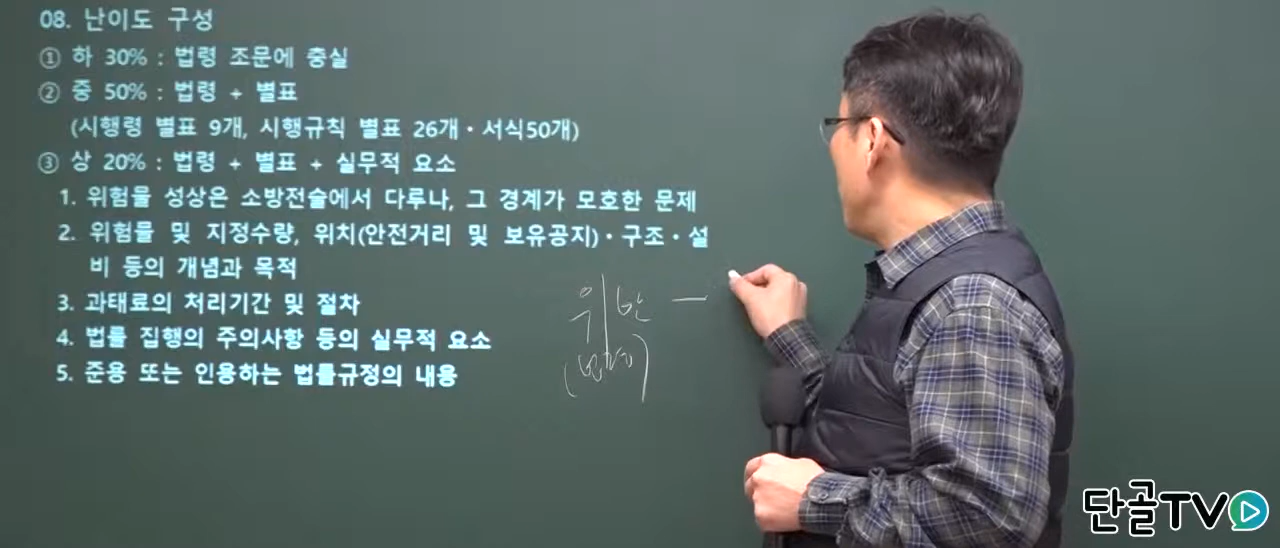 08. 난이도 구성
① 하 30% : 법령 조문에 충실
② 중 50% : 법령 + 별표
(시행령 별표 9개, 시행규칙 별표 26개·서식50개)
③ 상 20% : 법령 + 별표 + 실무적 요소
1. 위험물 성상은 소방전술에서 다루나, 그 경계가 모호한 문제
2. 위험물 및 지정수량, 위치(안전거리 및 보유공지)·구조·설
비 등의 개념과 목적
3. 과태료의 처리기간 및 절차
4. 법률 집행의 주의사항 등의 실무적 요소
5. 준용 또는 인용하는 법률규정의 내용
위반 —
단골TV